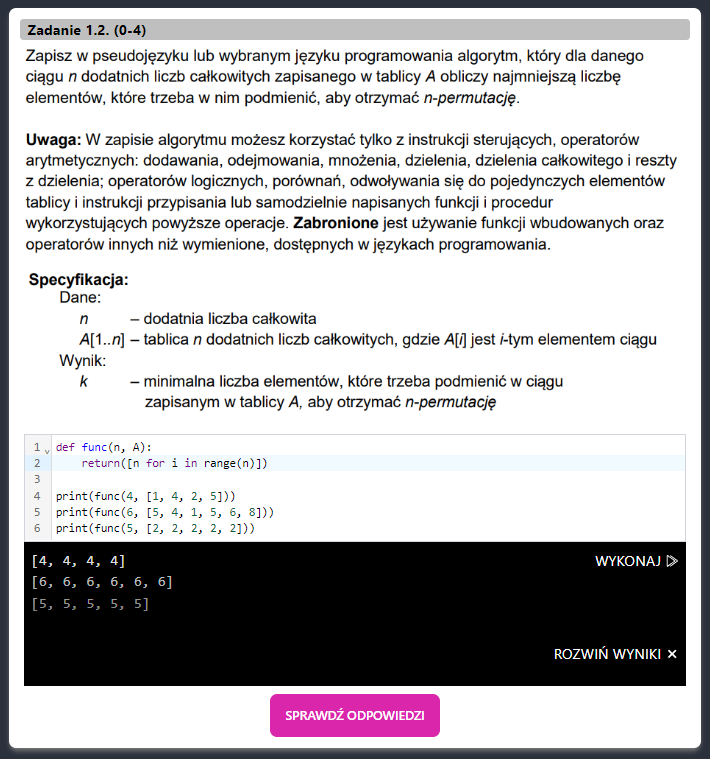 Zadanie 1.2. (0-4)
Zapisz w pseudojęzyku lub wybranym języku programowania algorytm, który dla danego
ciągu n dodatnich liczb całkowitych zapisanego w tablicy A obliczy najmniejszą liczbę
elementów, które trzeba w nim podmienić, aby otrzymać n-permutację.
Uwaga: W zapisie algorytmu możesz korzystać tylko z instrukcji sterujących, operatorów
arytmetycznych: dodawania, odejmowania, mnożenia, dzielenia, dzielenia całkowitego i reszty
z dzielenia; operatorów logicznych, porównań, odwoływania się do pojedynczych elementów
tablicy i instrukcji przypisania lub samodzielnie napisanych funkcji i procedur
wykorzystujących powyższe operacje. Zabronione jest używanie funkcji wbudowanych oraz
operatorów innych niż wymienione, dostępnych w językach programowania.
Specyfikacja:
Dane:
n – dodatnia liczba całkowita
A[1..n] – tablica n dodatnich liczb całkowitych, gdzie A[i] jest i-tym elementem ciągu
Wynik:
k – minimalna liczba elementów, które trzeba podmienić w ciągu
zapisanym w tablicy A, aby otrzymać n-permutację
1 def func(n, A):
2     return([n for i in range(n)])
3
4 print(func(4, [1, 4, 2, 5]))
5 print(func(6, [5, 4, 1, 5, 6, 8]))
6 print(func(5, [2, 2, 2, 2, 2]))
[4, 4, 4, 4] WYKONAJ
[6, 6, 6, 6, 6, 6]
[5, 5, 5, 5, 5]
ROZWIŃ WYNIKI ×
SPRAWDŹ ODPOWIEDZI